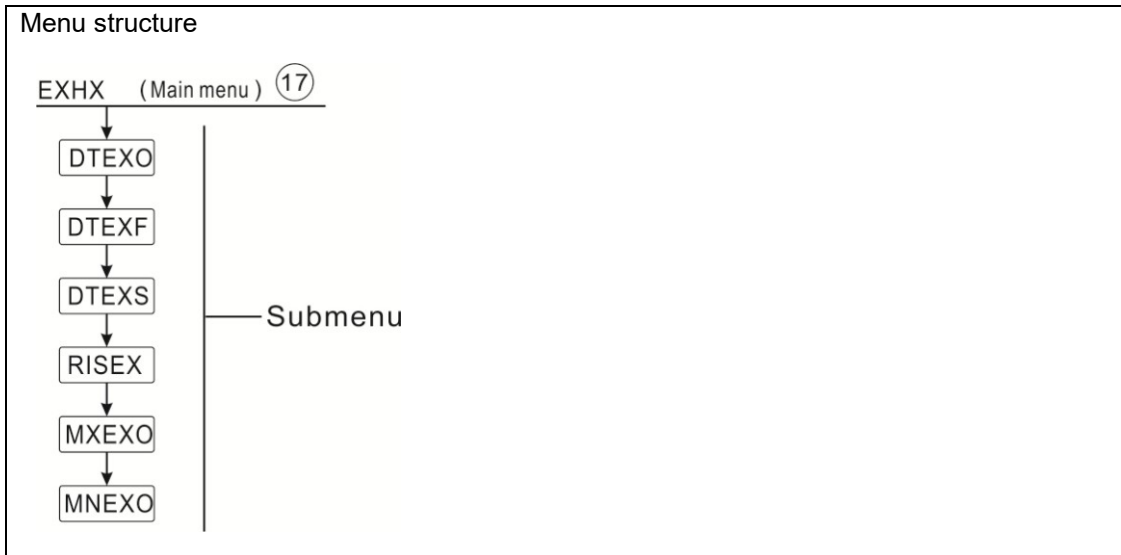 Menu structure
EXHX (Main menu) 17
DTEXO
DTEXF
DTEXS
Submenu
RISEX
MXEXO
MNEXO